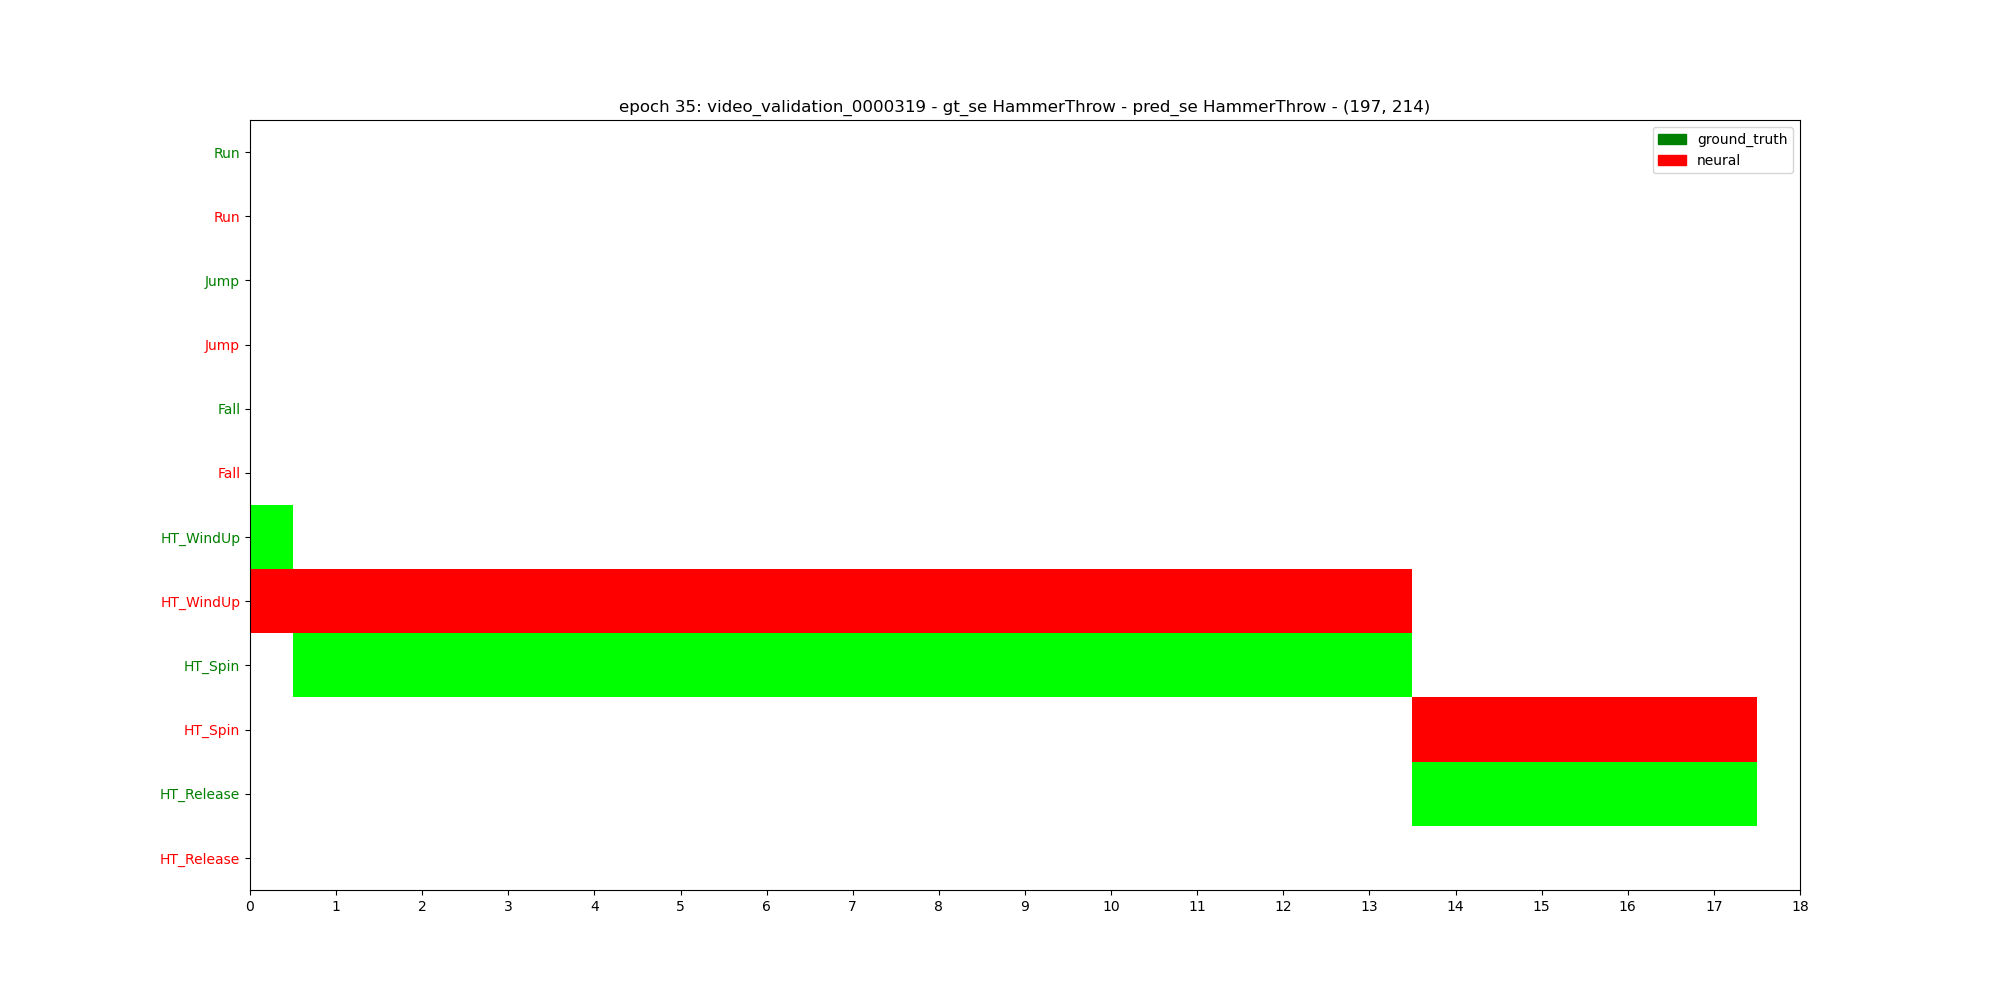 epoch 35: video_validation_0000319 - gt_se HammerThrow - pred_se HammerThrow - (197, 214)
ground_truth
neural
Run
Run
Jump
Jump
Fall
Fall
HT_WindUp
HT_WindUp
HT_Spin
HT_Spin
HT_Release
HT_Release
0 1 2 3 4 5 6 7 8 9 10 11 12 13 14 15 16 17 18